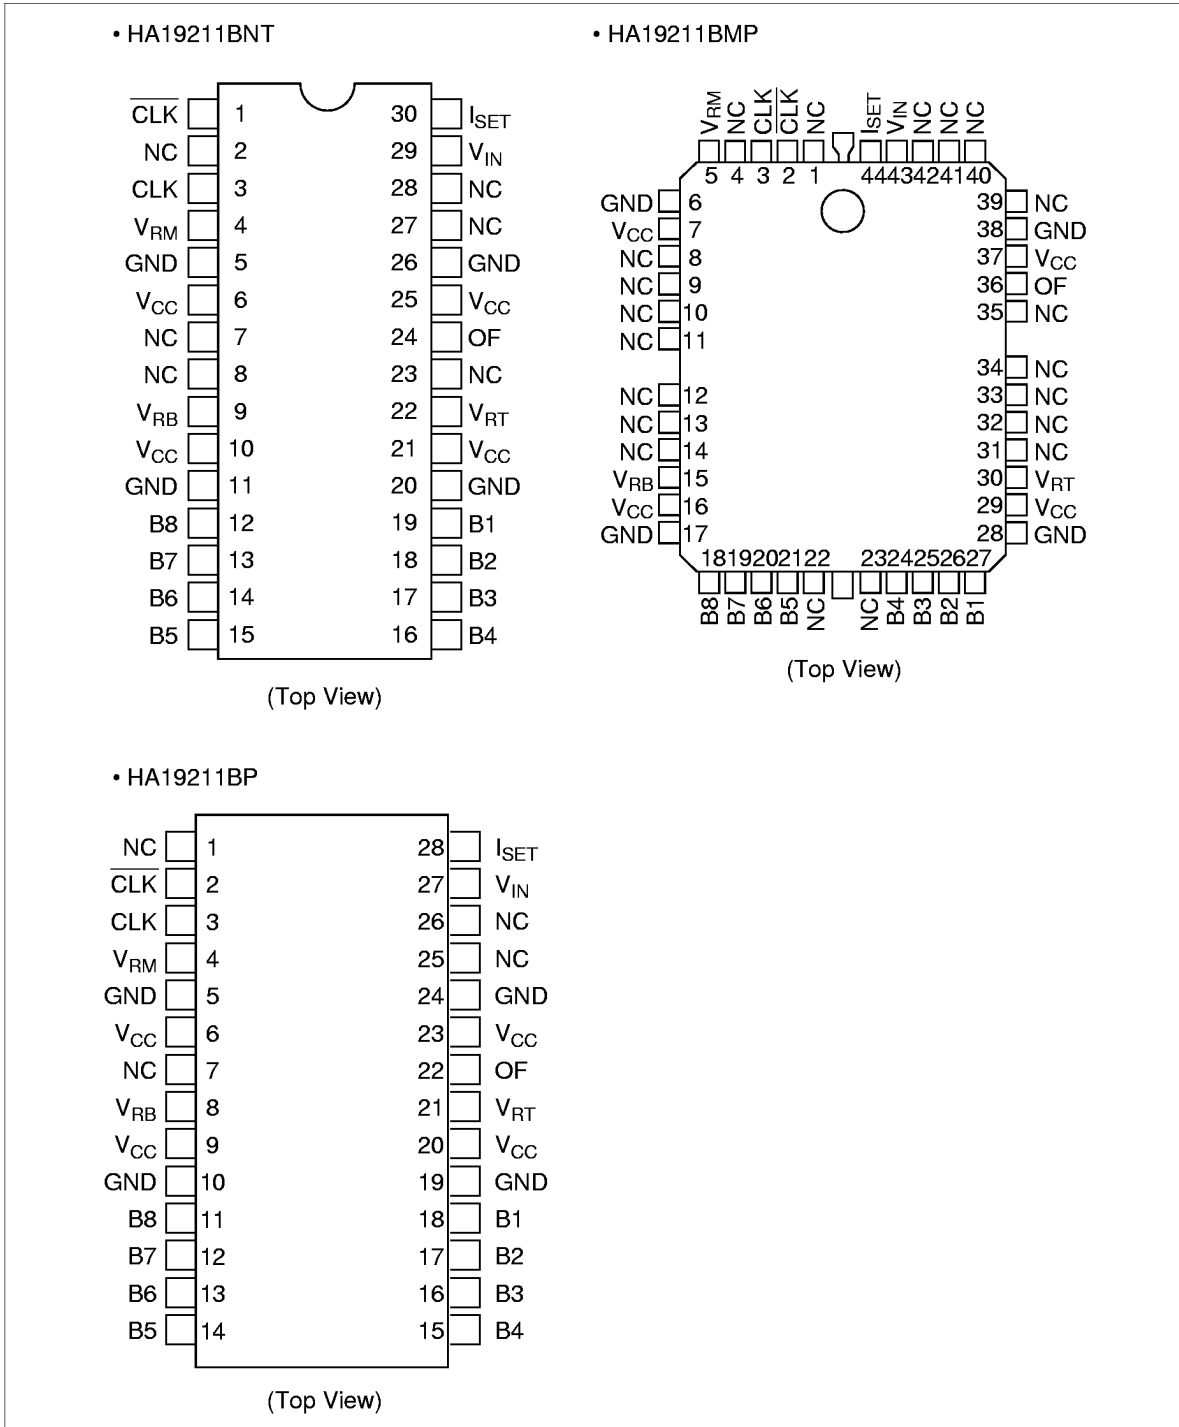 • HA19211BNT
CLK 1 30 ISET
NC 2 29 VIN
CLK 3 28 NC
VRM 4 27 NC
GND 5 26 GND
VCC 6 25 VCC
NC 7 24 OF
NC 8 23 NC
VRB 9 22 VRT
VCC 10 21 VCC
GND 11 20 GND
B8 12 19 B1
B7 13 18 B2
B6 14 17 B3
B5 15 16 B4
(Top View)
• HA19211BMP
VRM NC CLK CLK NC ISET VIN NC NC NC
5 4 3 2 1 44 43 42 41 40
GND 6 39 NC
VCC 7 38 GND
NC 8 37 VCC
NC 9 36 OF
NC 10 35 NC
NC 11
34 NC
NC 12 33 NC
NC 13 32 NC
NC 14 31 NC
VRB 15 30 VRT
VCC 16 29 VCC
GND 17 28 GND
18 19 20 21 22 23 24 25 26 27
B8 B7 B6 B5 NC NC B4 B3 B2 B1
(Top View)
• HA19211BP
NC 1 28 ISET
CLK 2 27 VIN
CLK 3 26 NC
VRM 4 25 NC
GND 5 24 GND
VCC 6 23 VCC
NC 7 22 OF
VRB 8 21 VRT
VCC 9 20 VCC
GND 10 19 GND
B8 11 18 B1
B7 12 17 B2
B6 13 16 B3
B5 14 15 B4
(Top View)